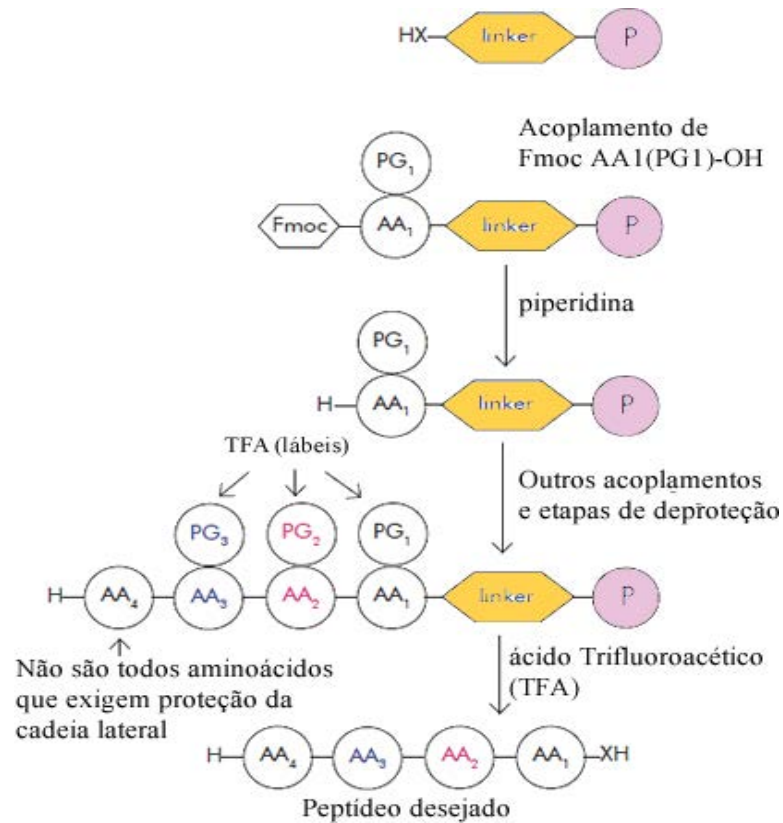 HX linker P
Acoplamento de
Fmoc AA1(PG1)-OH
PG₁
Fmoc AA₁ linker P
piperidina
PG₁
H AA₁ linker P
TFA (lábeis)
Outros acoplamentos
e etapas de deproteção
PG₃ PG₂ PG₁
H AA₄ AA₃ AA₂ AA₁ linker P
Não são todos aminoácidos
que exigem proteção da
cadeia lateral
ácido Trifluoroacético
(TFA)
H AA₄ AA₃ AA₂ AA₁ XH
Peptídeo desejado